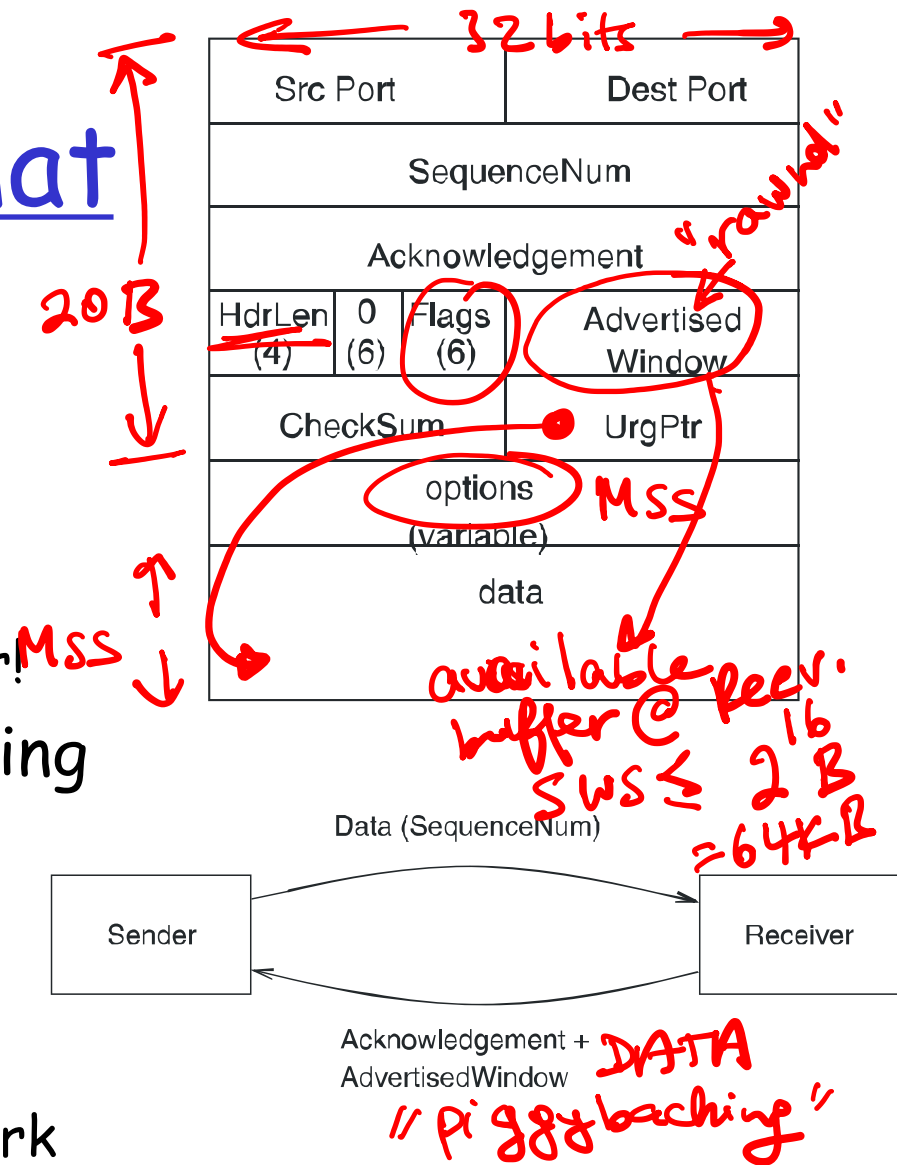 32 bits
Src Port Dest Port
nat
SequenceNum
"rawnd"
Acknowledgement
20B
HdrLen 0 Flags Advertised
(4) (6) (6) Window
CheckSum UrgPtr
options MSS
(variable)
data
r!
MSS
available
buffer @ Recv.
ing
SWS ≤ 2^16 B
=64KB
Data (SequenceNum)
Sender Receiver
Acknowledgement + DATA
AdvertisedWindow
"piggybacking"
rk